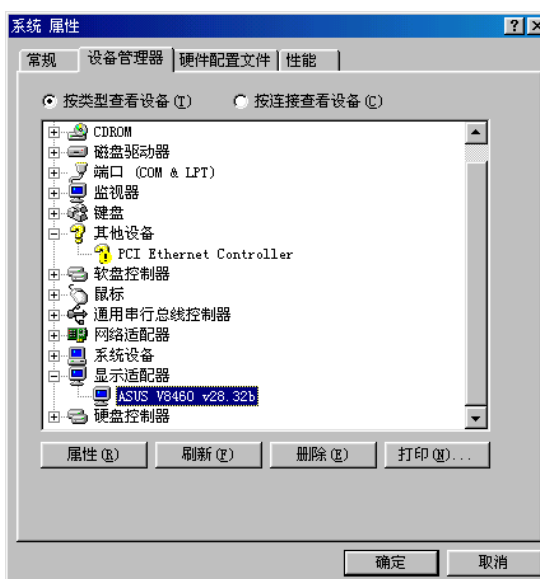 系统 属性
常规 设备管理器 硬件配置文件 性能
按类型查看设备(T) 按连接查看设备(C)
CDROM
磁盘驱动器
端口 (COM & LPT)
监视器
键盘
其他设备
PCI Ethernet Controller
软盘控制器
鼠标
通用串行总线控制器
网络适配器
系统设备
显示适配器
ASUS V8460 v28.32b
硬盘控制器
属性(R) 刷新(F) 删除(E) 打印(N)...
确定 取消